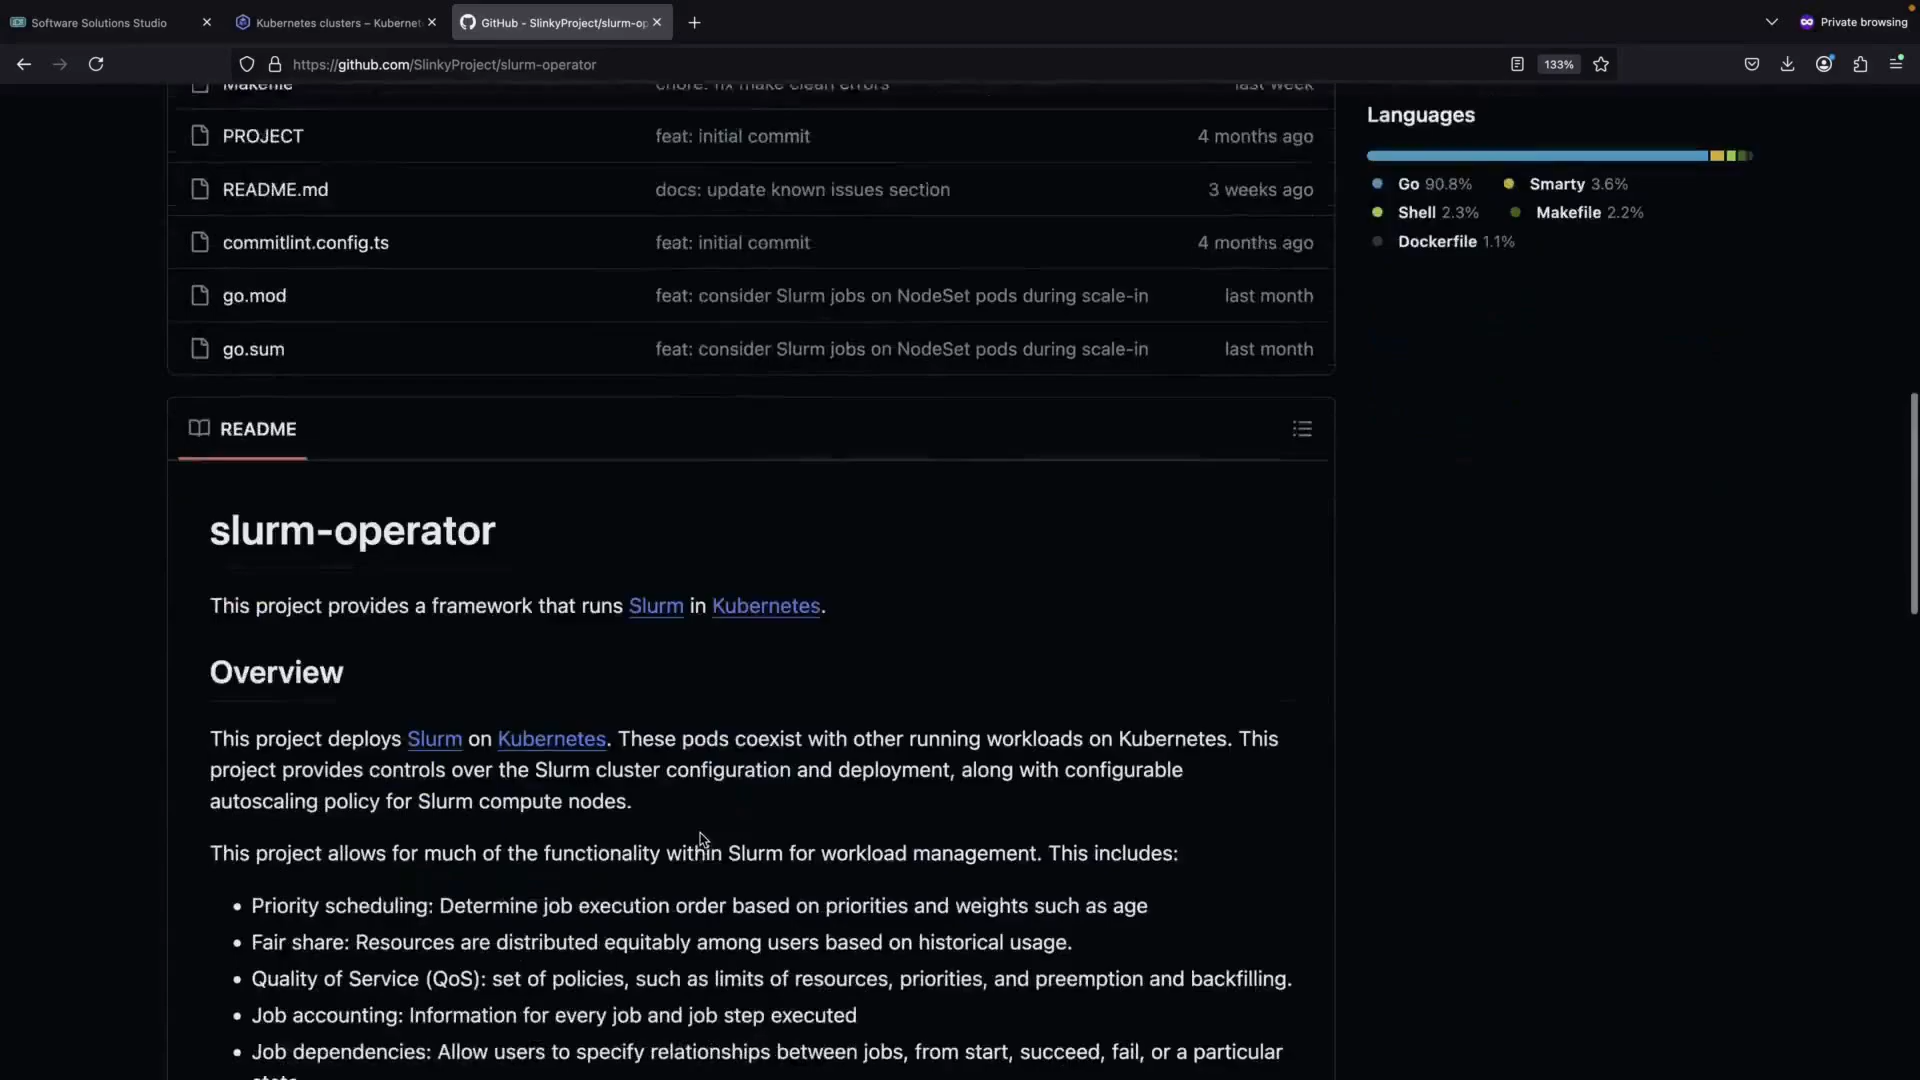 Software Solutions Studio
Kubernetes clusters – Kubernet
GitHub - SlinkyProject/slurm-op
Private browsing
https://github.com/SlinkyProject/slurm-operator
133%
Makefile chore: fix make clean errors last week
PROJECT feat: initial commit 4 months ago
README.md docs: update known issues section 3 weeks ago
commitlint.config.ts feat: initial commit 4 months ago
go.mod feat: consider Slurm jobs on NodeSet pods during scale-in last month
go.sum feat: consider Slurm jobs on NodeSet pods during scale-in last month
Languages
Go 90.8% Smarty 3.6%
Shell 2.3% Makefile 2.2%
Dockerfile 1.1%
README
slurm-operator
This project provides a framework that runs Slurm in Kubernetes.
Overview
This project deploys Slurm on Kubernetes. These pods coexist with other running workloads on Kubernetes. This
project provides controls over the Slurm cluster configuration and deployment, along with configurable
autoscaling policy for Slurm compute nodes.
This project allows for much of the functionality within Slurm for workload management. This includes:
• Priority scheduling: Determine job execution order based on priorities and weights such as age
• Fair share: Resources are distributed equitably among users based on historical usage.
• Quality of Service (QoS): set of policies, such as limits of resources, priorities, and preemption and backfilling.
• Job accounting: Information for every job and job step executed
• Job dependencies: Allow users to specify relationships between jobs, from start, succeed, fail, or a particular